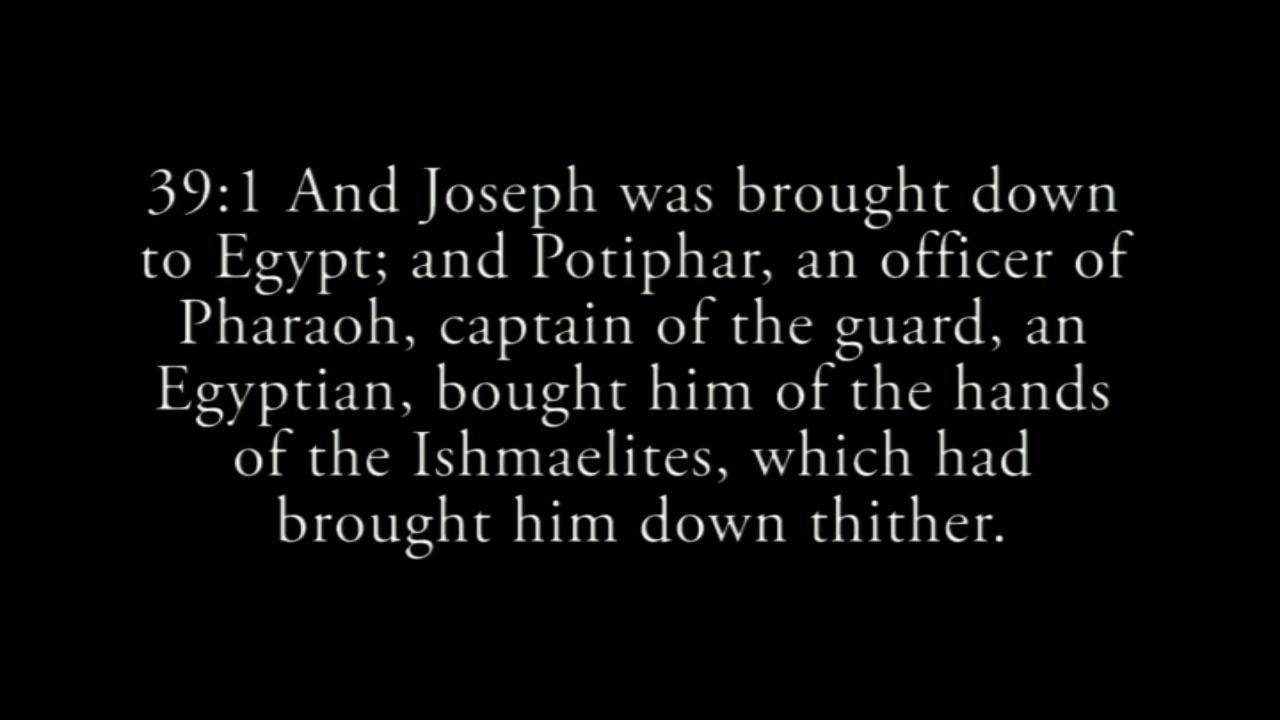 39:1 And Joseph was brought down
to Egypt; and Potiphar, an officer of
Pharaoh, captain of the guard, an
Egyptian, bought him of the hands
of the Ishmaelites, which had
brought him down thither.